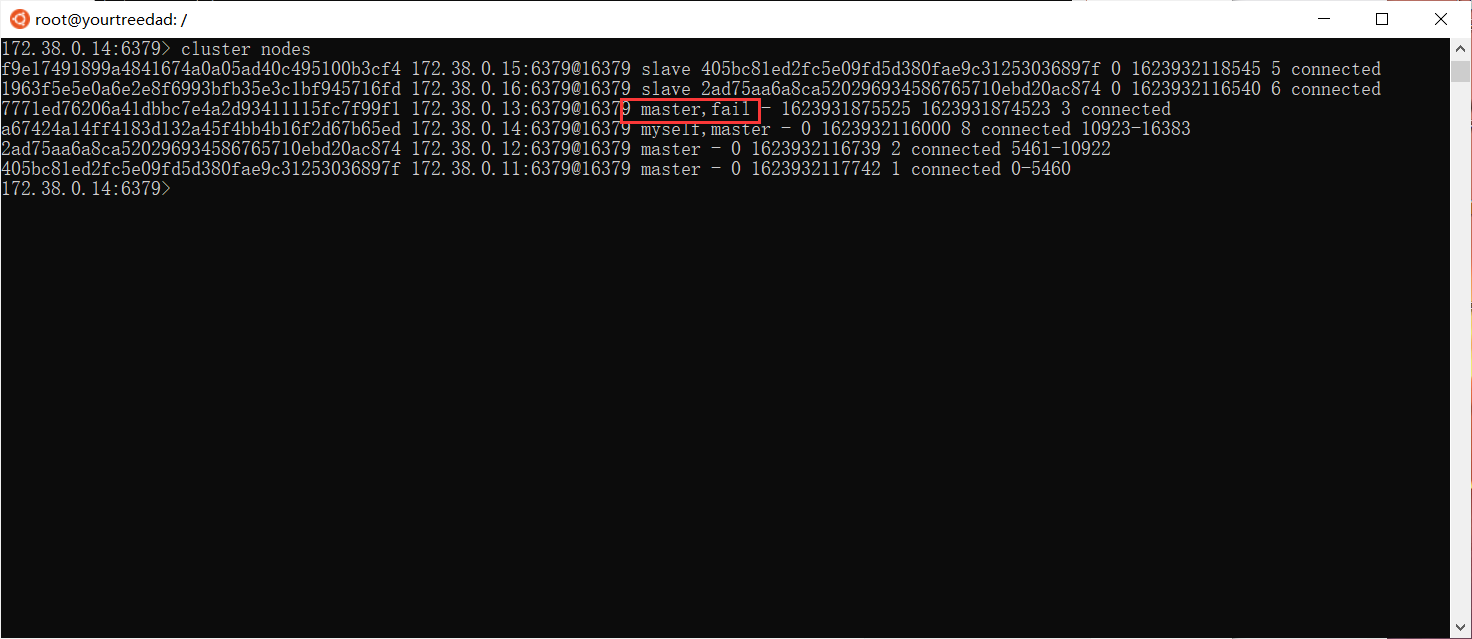 root@yourtreedad: /
172.38.0.14:6379> cluster nodes
f9e17491899a4841674a0a05ad40c495100b3cf4 172.38.0.15:6379@16379 slave 405bc81ed2fc5e09fd5d380fae9c31253036897f 0 1623932118545 5 connected
1963f5e5e0a6e2e8f6993bfb35e3c1bf945716fd 172.38.0.16:6379@16379 slave 2ad75aa6a8ca520296934586765710ebd20ac874 0 1623932116540 6 connected
7771ed76206a41dbbc7e4a2d93411115fc7f99f1 172.38.0.13:6379@16379 master,fail - 1623931875525 1623931874523 3 connected
a67424a14ff4183d132a45f4bb4b16f2d67b65ed 172.38.0.14:6379@16379 myself,master - 0 1623932116000 8 connected 10923-16383
2ad75aa6a8ca520296934586765710ebd20ac874 172.38.0.12:6379@16379 master - 0 1623932116739 2 connected 5461-10922
405bc81ed2fc5e09fd5d380fae9c31253036897f 172.38.0.11:6379@16379 master - 0 1623932117742 1 connected 0-5460
172.38.0.14:6379>